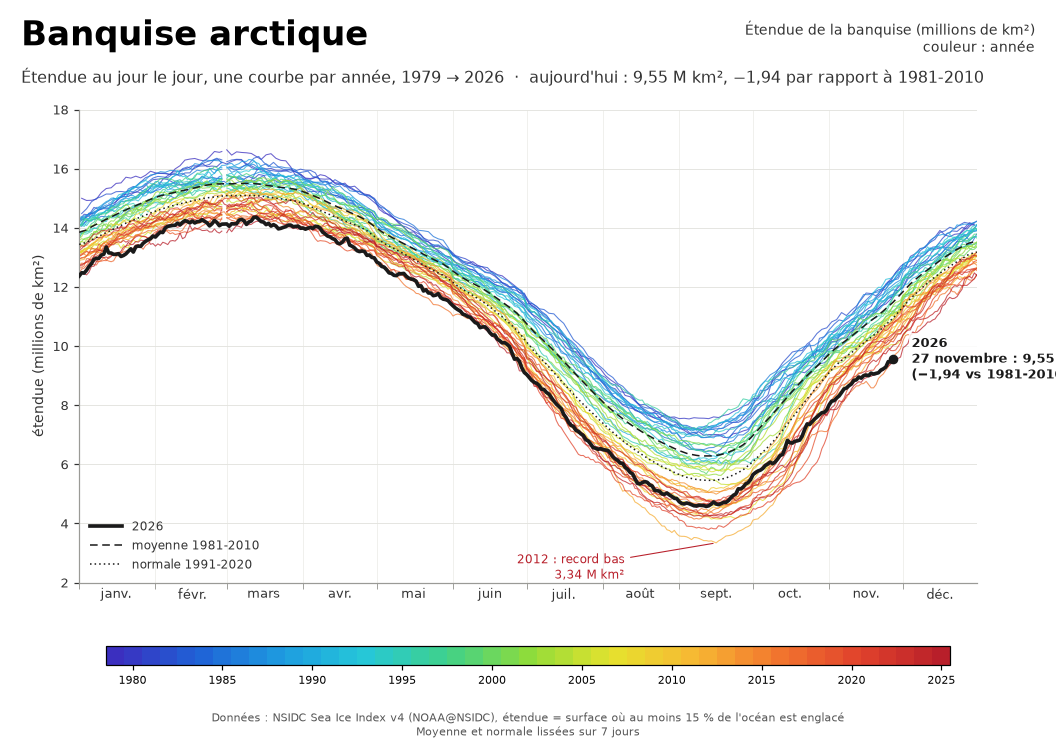 Banquise arctique
Étendue de la banquise (millions de km²)
couleur : année
Étendue au jour le jour, une courbe par année, 1979 → 2026 · aujourd'hui : 9,55 M km², −1,94 par rapport à 1981-2010
étendue (millions de km²)
18
16
14
12
10
8
6
4
2
2026
27 novembre : 9,55
(−1,94 vs 1981-201
2026
moyenne 1981-2010
normale 1991-2020
2012 : record bas
3,34 M km²
janv. févr. mars avr. mai juin juil. août sept. oct. nov. déc.
1980 1985 1990 1995 2000 2005 2010 2015 2020 2025
Données : NSIDC Sea Ice Index v4 (NOAA@NSIDC), étendue = surface où au moins 15 % de l'océan est englacé
Moyenne et normale lissées sur 7 jours